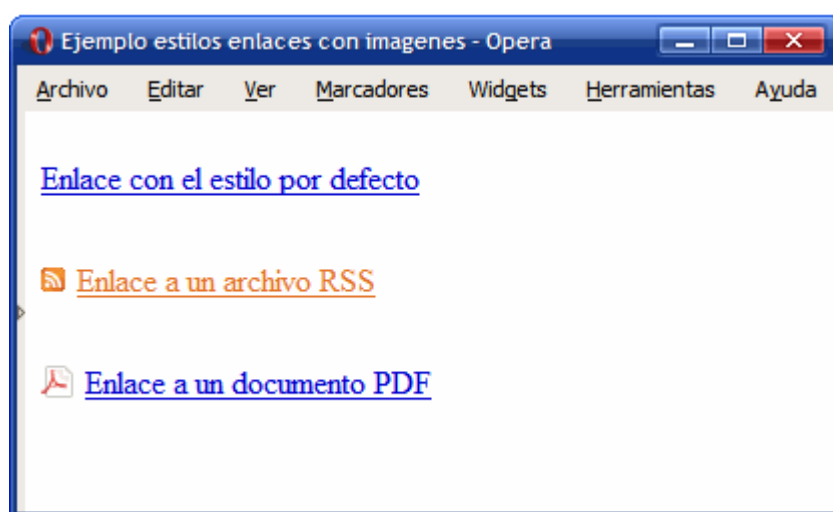 Ejemplo estilos enlaces con imagenes - Opera
Archivo Editar Ver Marcadores Widgets Herramientas Ayuda
Enlace con el estilo por defecto
Enlace a un archivo RSS
Enlace a un documento PDF